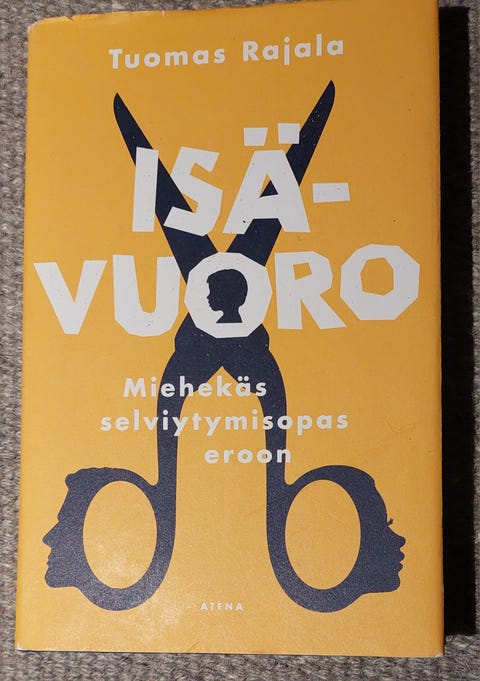 Tuomas Rajala
ISÄ-
VUORO
Miehekäs
selviytymisopas
eroon
ATENA